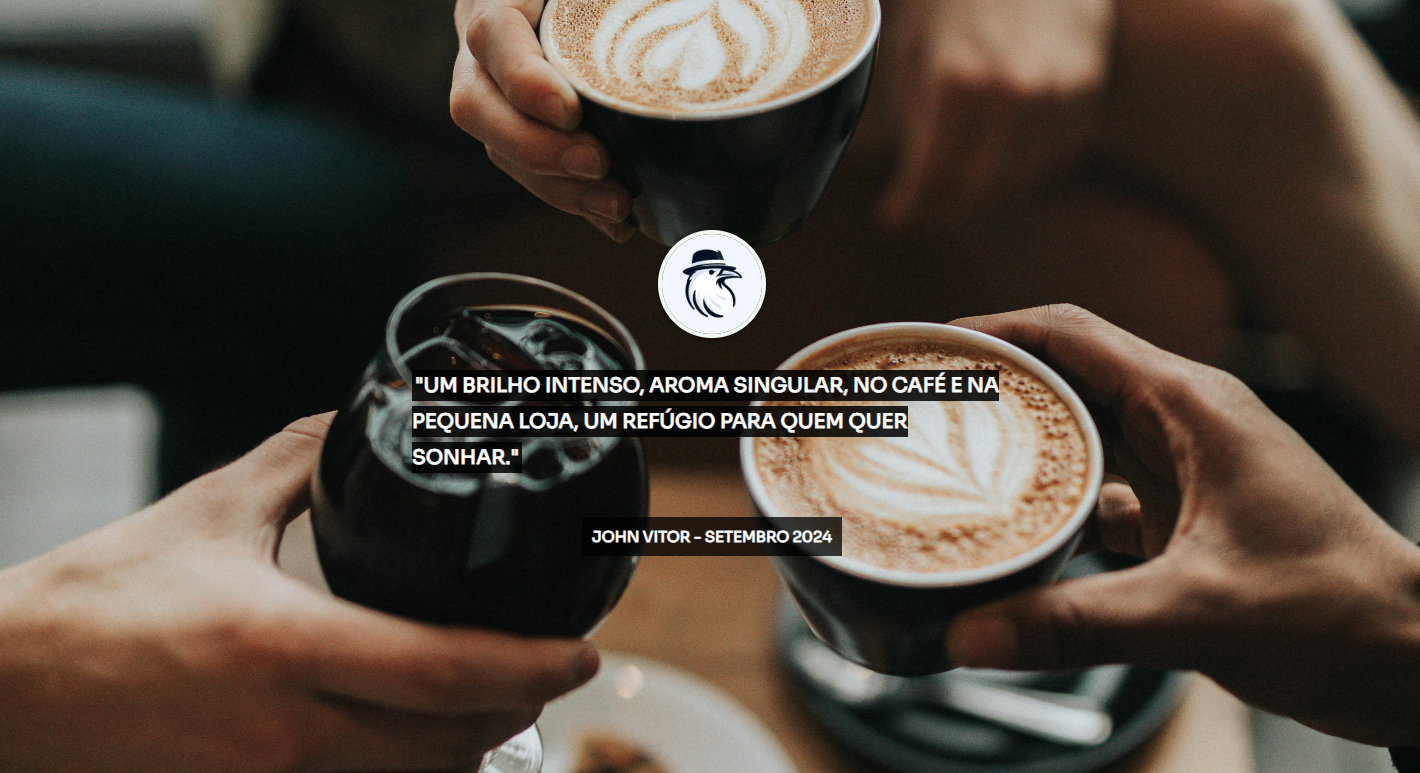 "UM BRILHO INTENSO, AROMA SINGULAR, NO CAFÉ E NA
PEQUENA LOJA, UM REFÚGIO PARA QUEM QUER
SONHAR."
JOHN VITOR - SETEMBRO 2024